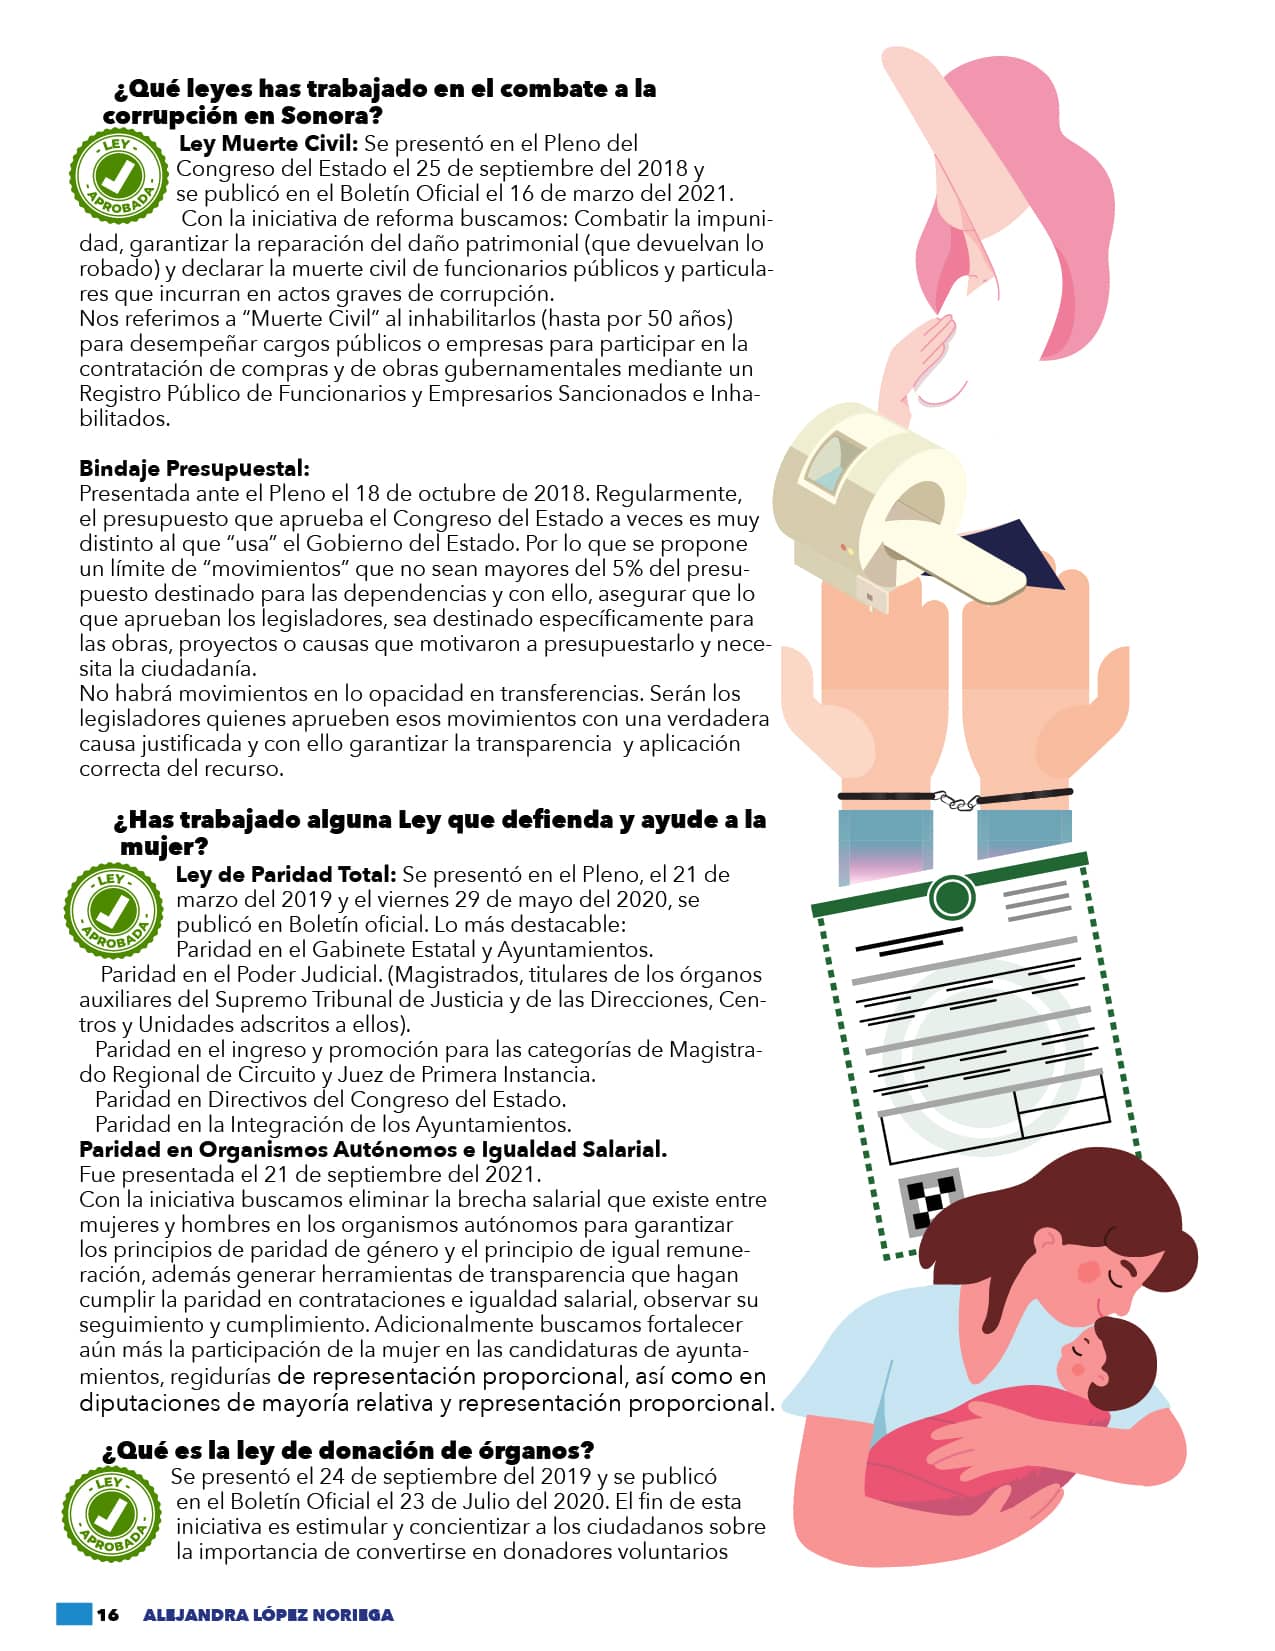 ¿Qué leyes has trabajado en el combate a la
corrupción en Sonora?
LEY
APROBADA
Ley Muerte Civil: Se presentó en el Pleno del
Congreso del Estado el 25 de septiembre del 2018 y
se publicó en el Boletín Oficial el 16 de marzo del 2021.
Con la iniciativa de reforma buscamos: Combatir la impuni-
dad, garantizar la reparación del daño patrimonial (que devuelvan lo
robado) y declarar la muerte civil de funcionarios públicos y particula-
res que incurran en actos graves de corrupción.
Nos referimos a “Muerte Civil” al inhabilitarlos (hasta por 50 años)
para desempeñar cargos públicos o empresas para participar en la
contratación de compras y de obras gubernamentales mediante un
Registro Público de Funcionarios y Empresarios Sancionados e Inha-
bilitados.
Bindaje Presupuestal:
Presentada ante el Pleno el 18 de octubre de 2018. Regularmente,
el presupuesto que aprueba el Congreso del Estado a veces es muy
distinto al que “usa” el Gobierno del Estado. Por lo que se propone
un límite de “movimientos” que no sean mayores del 5% del presu-
puesto destinado para las dependencias y con ello, asegurar que lo
que aprueban los legisladores, sea destinado específicamente para
las obras, proyectos o causas que motivaron a presupuestarlo y nece-
sita la ciudadanía.
No habrá movimientos en lo opacidad en transferencias. Serán los
legisladores quienes aprueben esos movimientos con una verdadera
causa justificada y con ello garantizar la transparencia y aplicación
correcta del recurso.
¿Has trabajado alguna Ley que defienda y ayude a la
mujer?
LEY
APROBADA
Ley de Paridad Total: Se presentó en el Pleno, el 21 de
marzo del 2019 y el viernes 29 de mayo del 2020, se
publicó en Boletín oficial. Lo más destacable:
Paridad en el Gabinete Estatal y Ayuntamientos.
Paridad en el Poder Judicial. (Magistrados, titulares de los órganos
auxiliares del Supremo Tribunal de Justicia y de las Direcciones, Cen-
tros y Unidades adscritos a ellos).
Paridad en el ingreso y promoción para las categorías de Magistra-
do Regional de Circuito y Juez de Primera Instancia.
Paridad en Directivos del Congreso del Estado.
Paridad en la Integración de los Ayuntamientos.
Paridad en Organismos Autónomos e Igualdad Salarial.
Fue presentada el 21 de septiembre del 2021.
Con la iniciativa buscamos eliminar la brecha salarial que existe entre
mujeres y hombres en los organismos autónomos para garantizar
los principios de paridad de género y el principio de igual remune-
ración, además generar herramientas de transparencia que hagan
cumplir la paridad en contrataciones e igualdad salarial, observar su
seguimiento y cumplimiento. Adicionalmente buscamos fortalecer
aún más la participación de la mujer en las candidaturas de ayunta-
mientos, regidurías de representación proporcional, así como en
diputaciones de mayoría relativa y representación proporcional.
¿Qué es la ley de donación de órganos?
LEY
APROBADA
Se presentó el 24 de septiembre del 2019 y se publicó
en el Boletín Oficial el 23 de Julio del 2020. El fin de esta
iniciativa es estimular y concientizar a los ciudadanos sobre
la importancia de convertirse en donadores voluntarios
16 ALEJANDRA LÓPEZ NORIEGA